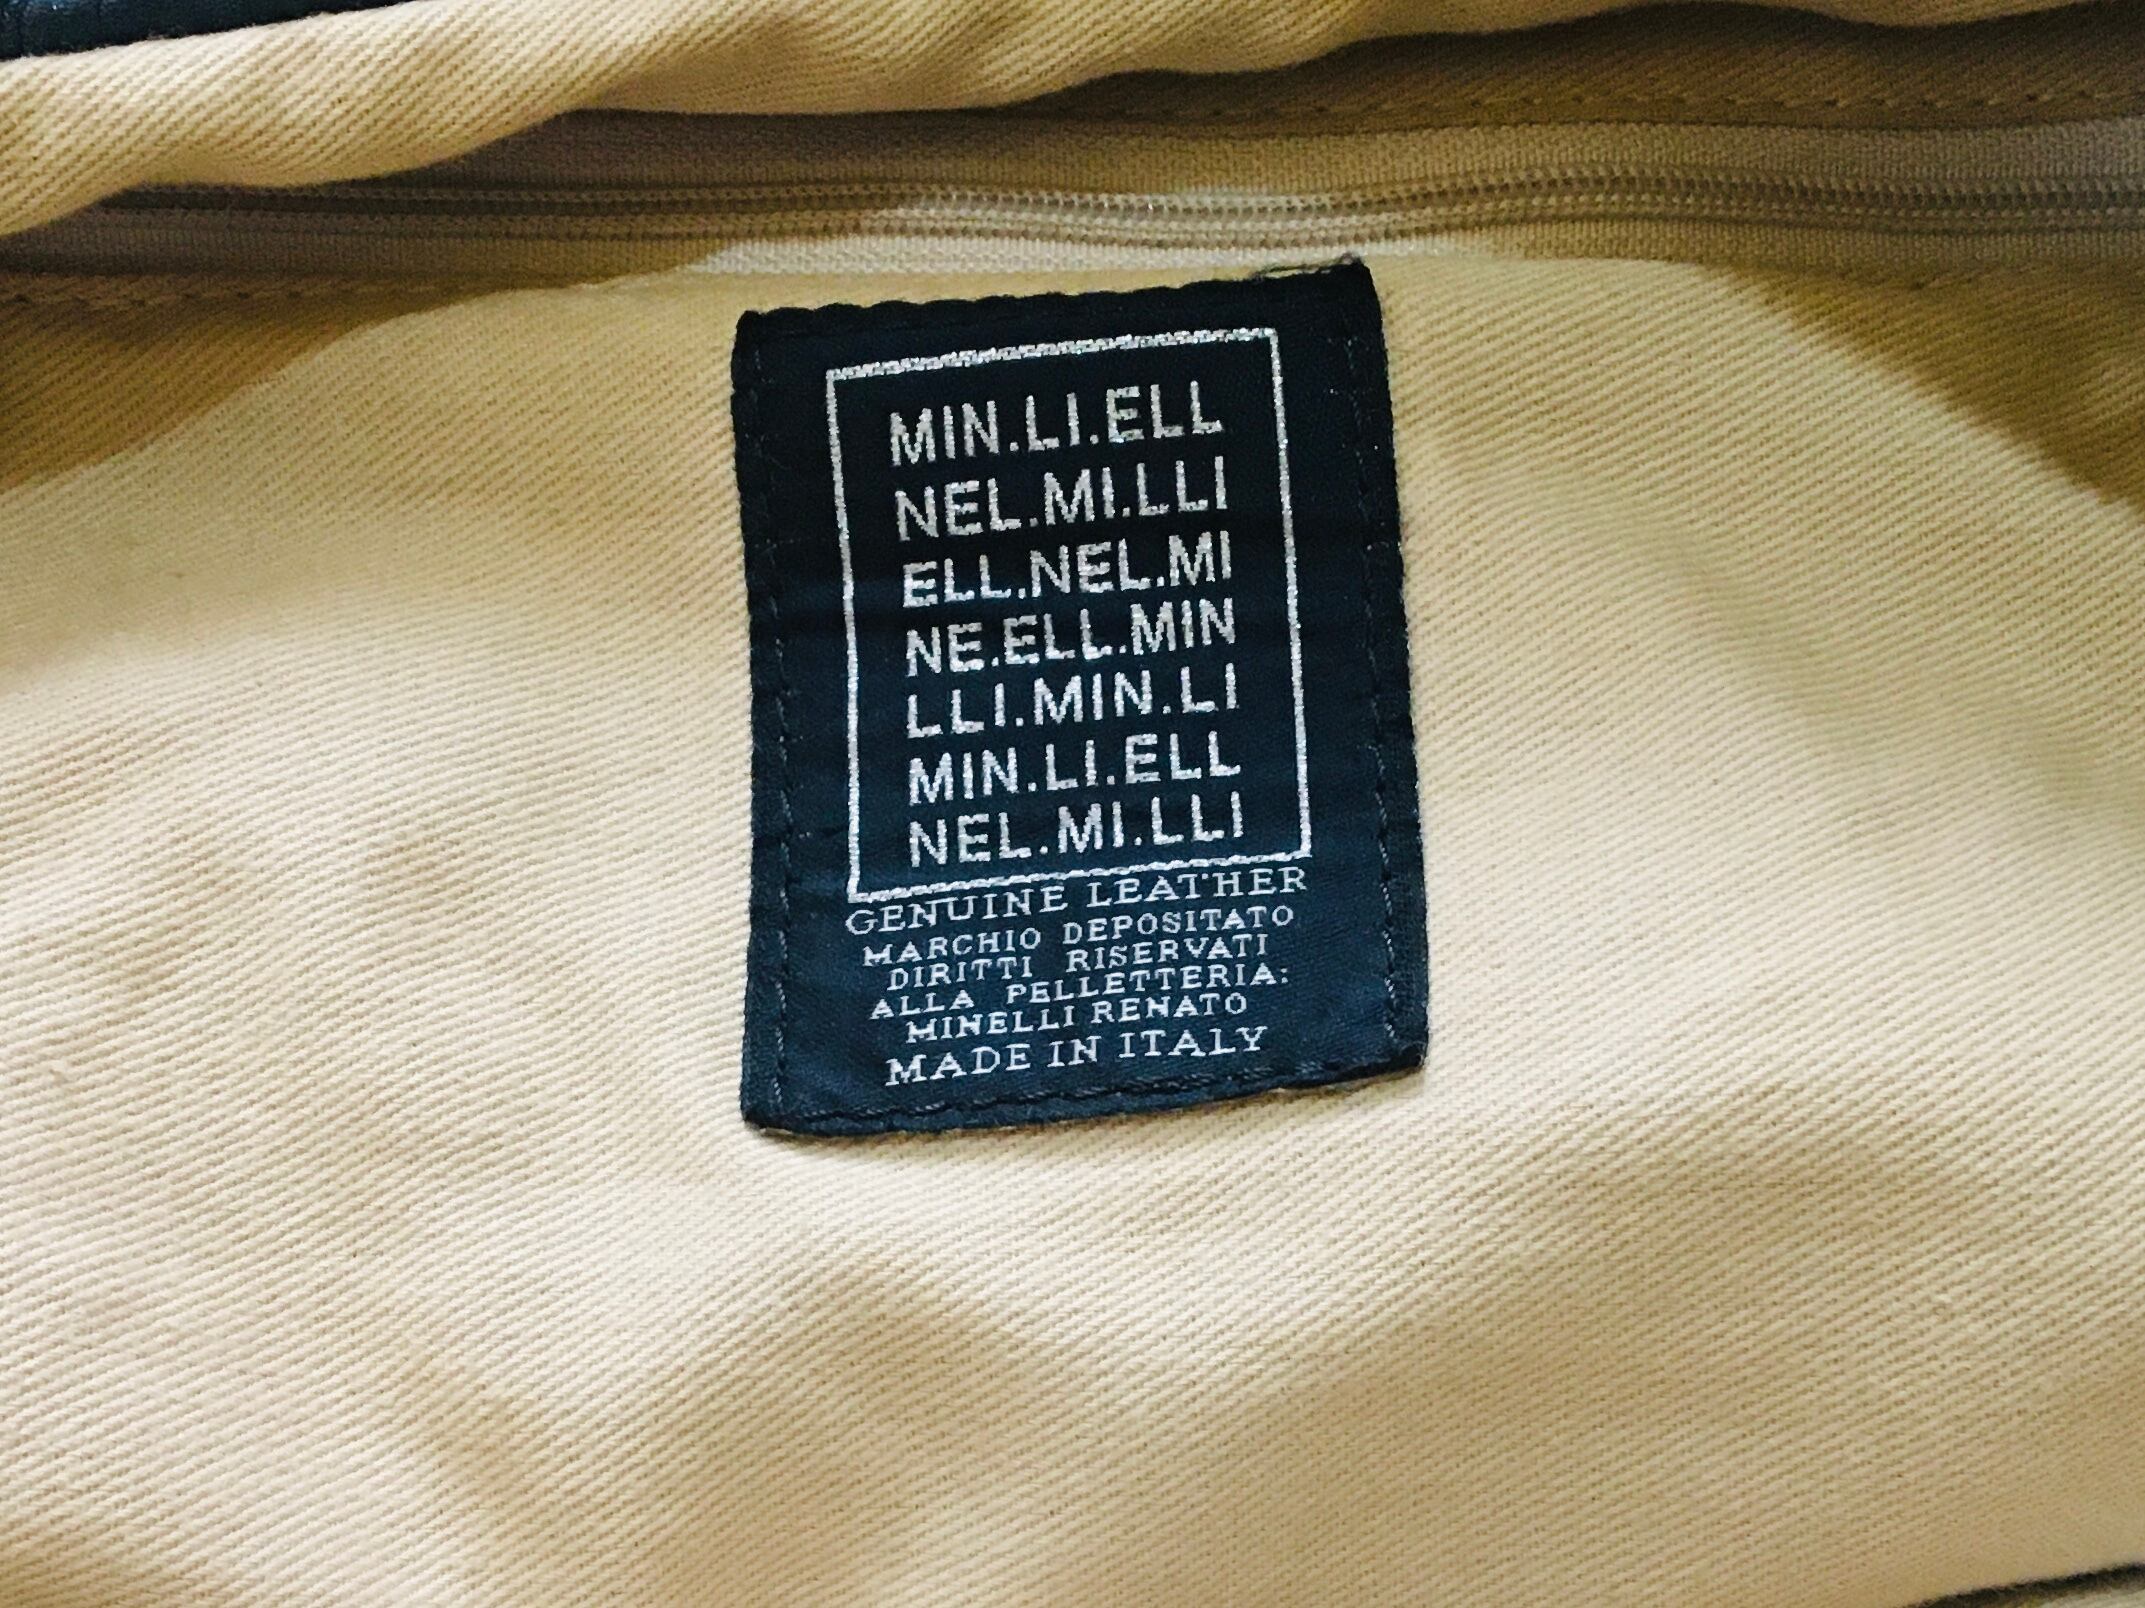 MIN.LI.ELL
NEL.MI.LLI
ELL.NEL.MI
NE.ELL.MIN
LLI.MIN.LI
MIN.LI.ELL
NEL.MI.LLI
GENUINE LEATHER
MARCHIO DEPOSITATO
DIRITTI RISERVATI
ALLA PELLETTERIA:
MINELLI RENATO
MADE IN ITALY